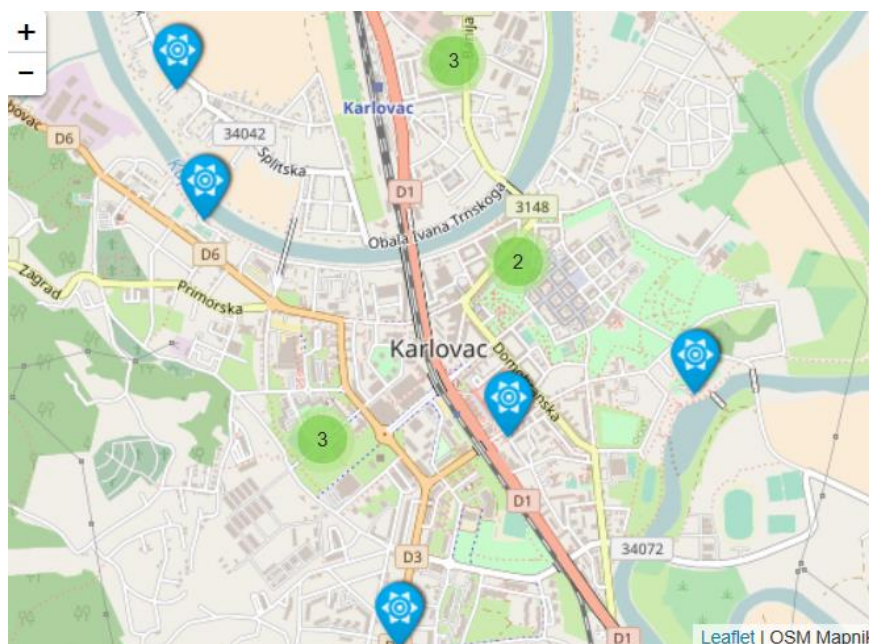 +
−
3
Karlovac
34042
D6
Splitska
D1
3148
Obala Ivana Trnskoga
D6
2
Zagrad
Primorska
Karlovac
3
D1
34072
D3
D1
Leaflet | OSM Mapnik